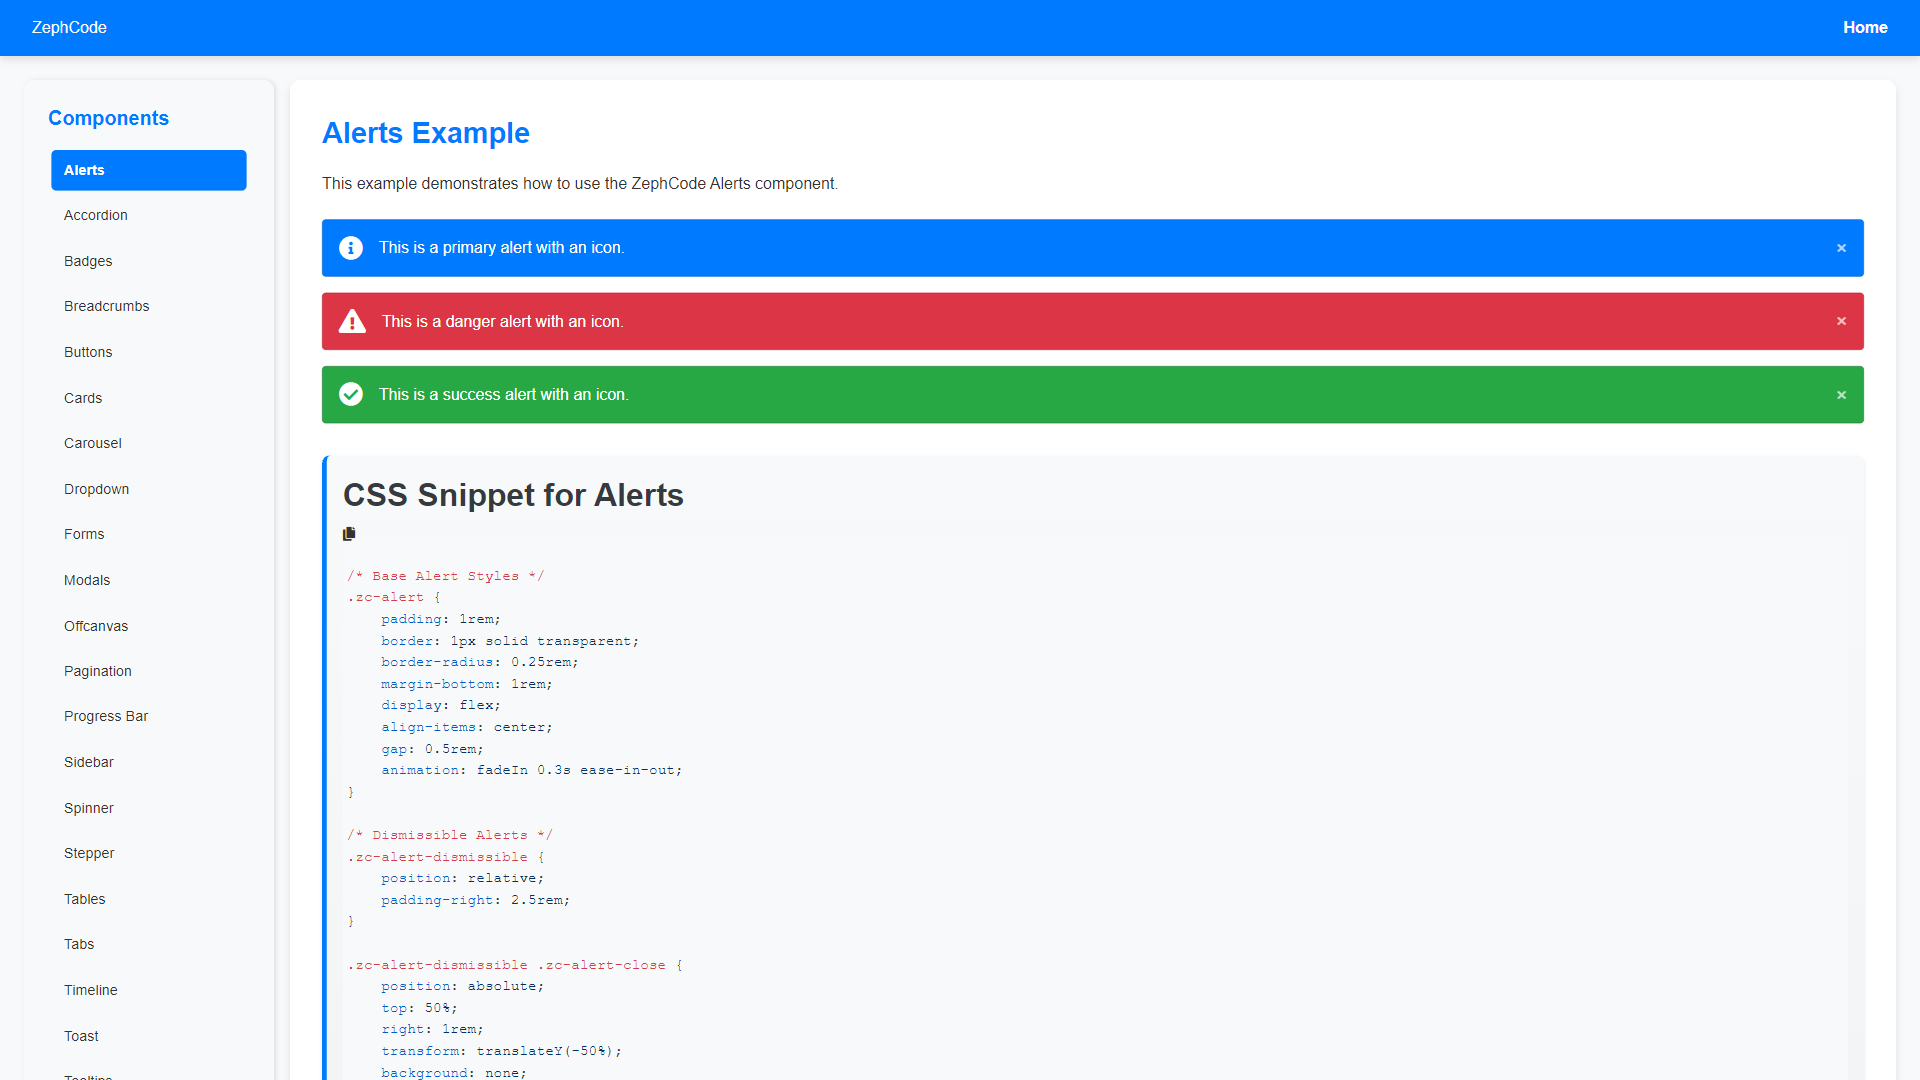 ZephCode
Home
Components
Alerts
Accordion
Badges
Breadcrumbs
Buttons
Cards
Carousel
Dropdown
Forms
Modals
Offcanvas
Pagination
Progress Bar
Sidebar
Spinner
Stepper
Tables
Tabs
Timeline
Toast
Tooltips
Alerts Example
This example demonstrates how to use the ZephCode Alerts component.
This is a primary alert with an icon.
×
This is a danger alert with an icon.
×
This is a success alert with an icon.
×
CSS Snippet for Alerts
/* Base Alert Styles */
.zc-alert {
    padding: 1rem;
    border: 1px solid transparent;
    border-radius: 0.25rem;
    margin-bottom: 1rem;
    display: flex;
    align-items: center;
    gap: 0.5rem;
    animation: fadeIn 0.3s ease-in-out;
}
/* Dismissible Alerts */
.zc-alert-dismissible {
    position: relative;
    padding-right: 2.5rem;
}
.zc-alert-dismissible .zc-alert-close {
    position: absolute;
    top: 50%;
    right: 1rem;
    transform: translateY(-50%);
    background: none;